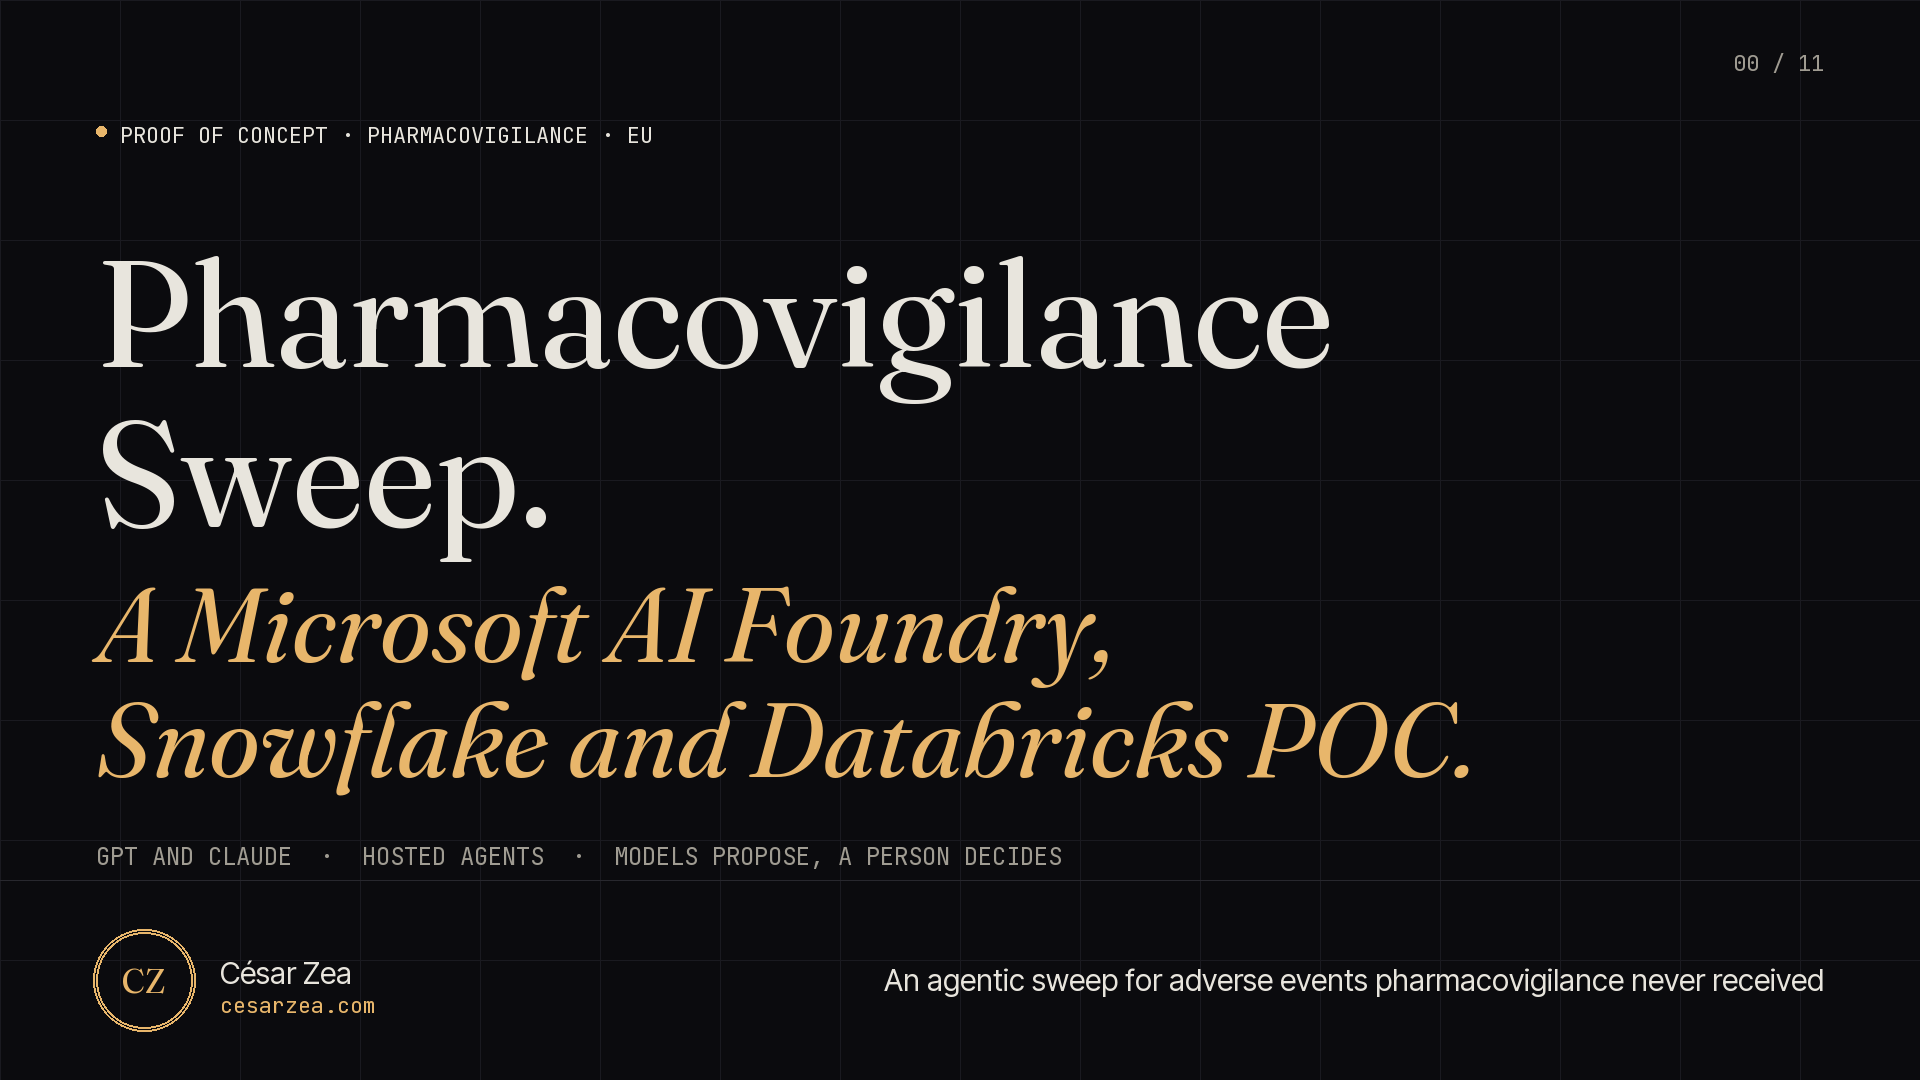 00 / 11
PROOF OF CONCEPT · PHARMACOVIGILANCE · EU
Pharmacovigilance
Sweep.
A Microsoft AI Foundry,
Snowflake and Databricks POC.
GPT AND CLAUDE · HOSTED AGENTS · MODELS PROPOSE, A PERSON DECIDES
CZ
César Zea
cesarzea.com
An agentic sweep for adverse events pharmacovigilance never received